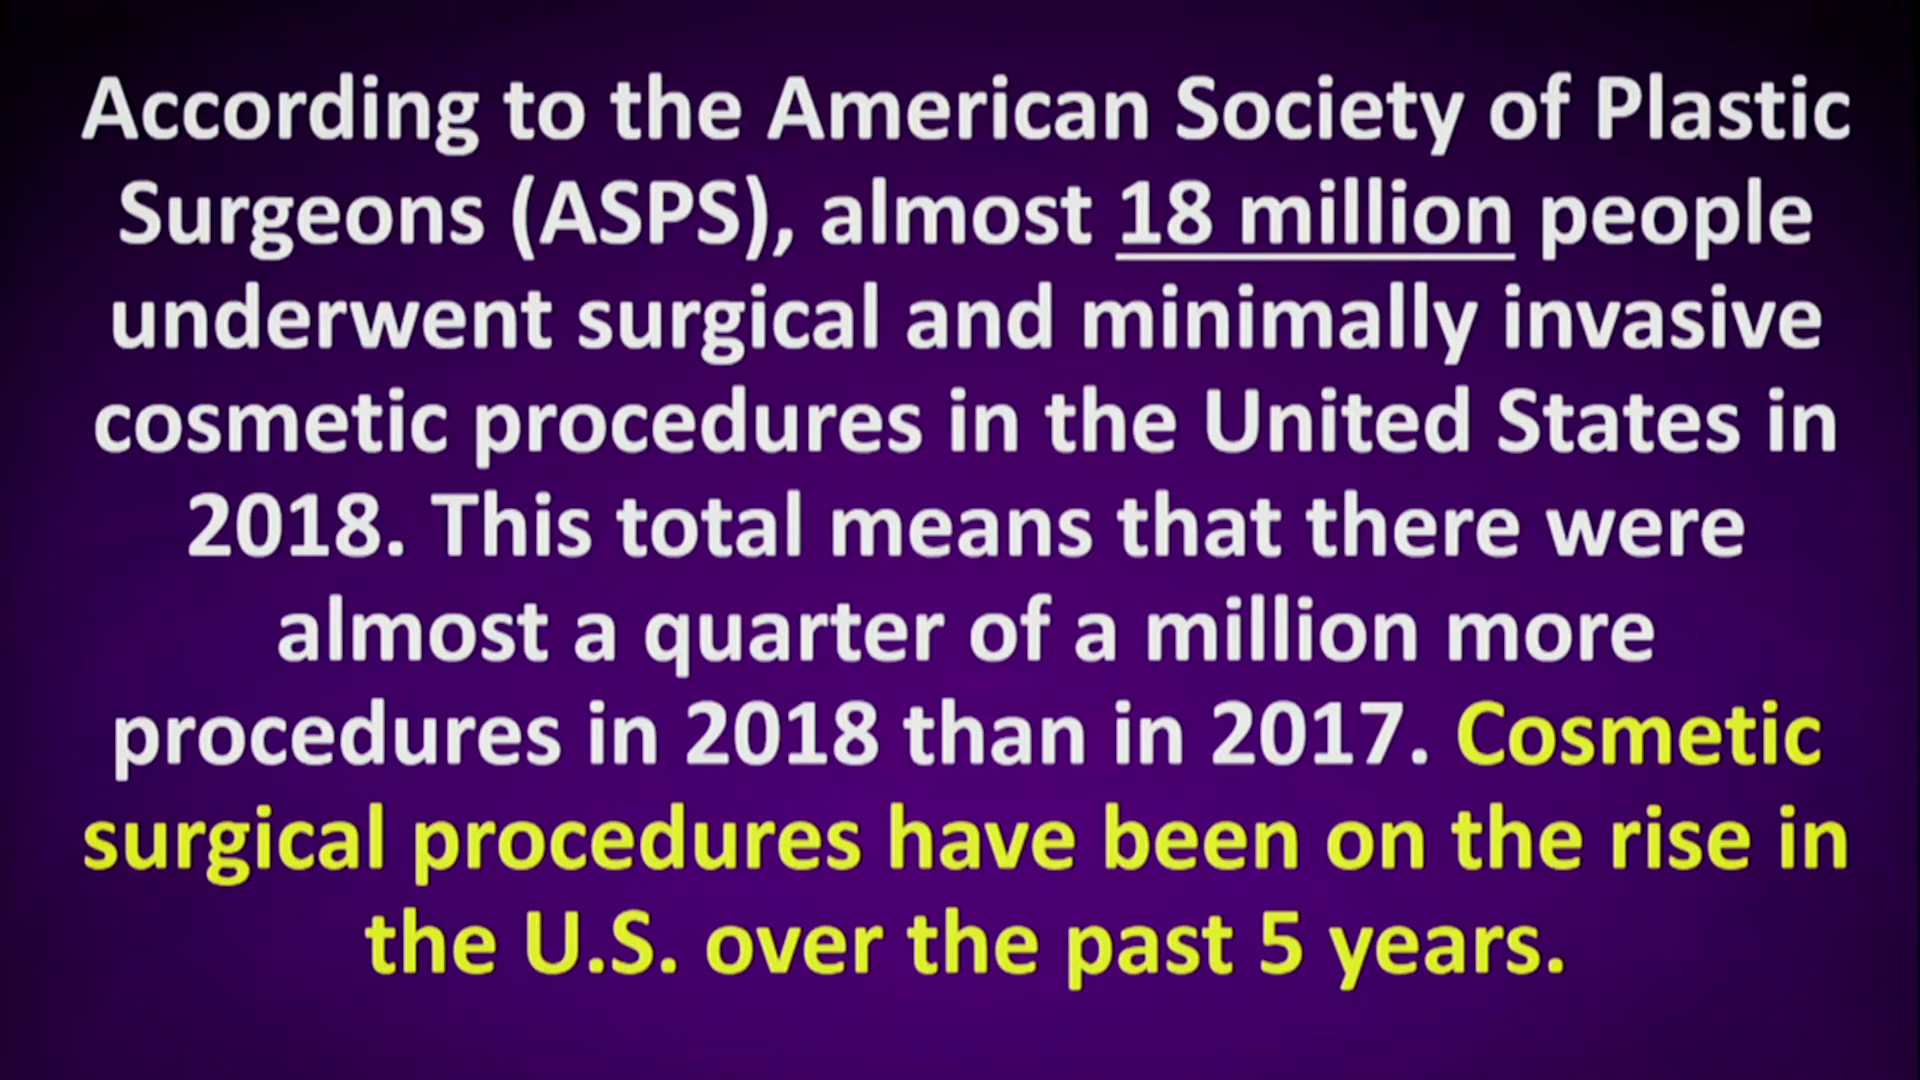 According to the American Society of Plastic
Surgeons (ASPS), almost 18 million people
underwent surgical and minimally invasive
cosmetic procedures in the United States in
2018. This total means that there were
almost a quarter of a million more
procedures in 2018 than in 2017. Cosmetic
surgical procedures have been on the rise in
the U.S. over the past 5 years.